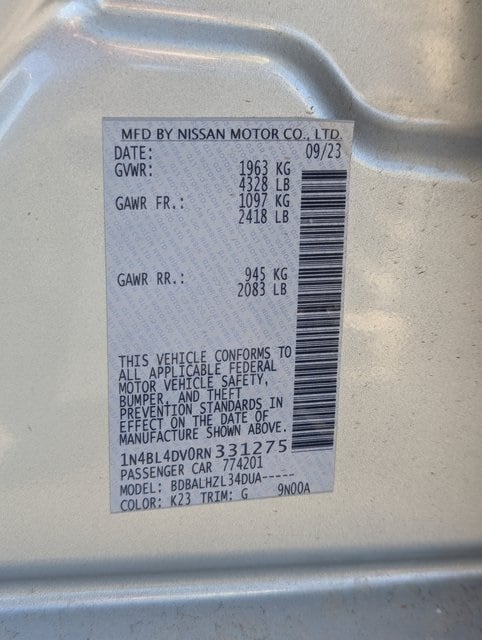 MFD BY NISSAN MOTOR CO., LTD.
DATE: 09/23
GVWR: 1963 KG
4328 LB
GAWR FR.: 1097 KG
2418 LB
GAWR RR.: 945 KG
2083 LB
THIS VEHICLE CONFORMS TO
ALL APPLICABLE FEDERAL
MOTOR VEHICLE SAFETY,
BUMPER, AND THEFT
PREVENTION STANDARDS IN
EFFECT ON THE DATE OF
MANUFACTURE SHOWN ABOVE.
1N4BL4DV0RN331275
PASSENGER CAR 774201
MODEL: BDBALHZL34DUA-----
COLOR: K23 TRIM: G 9N00A